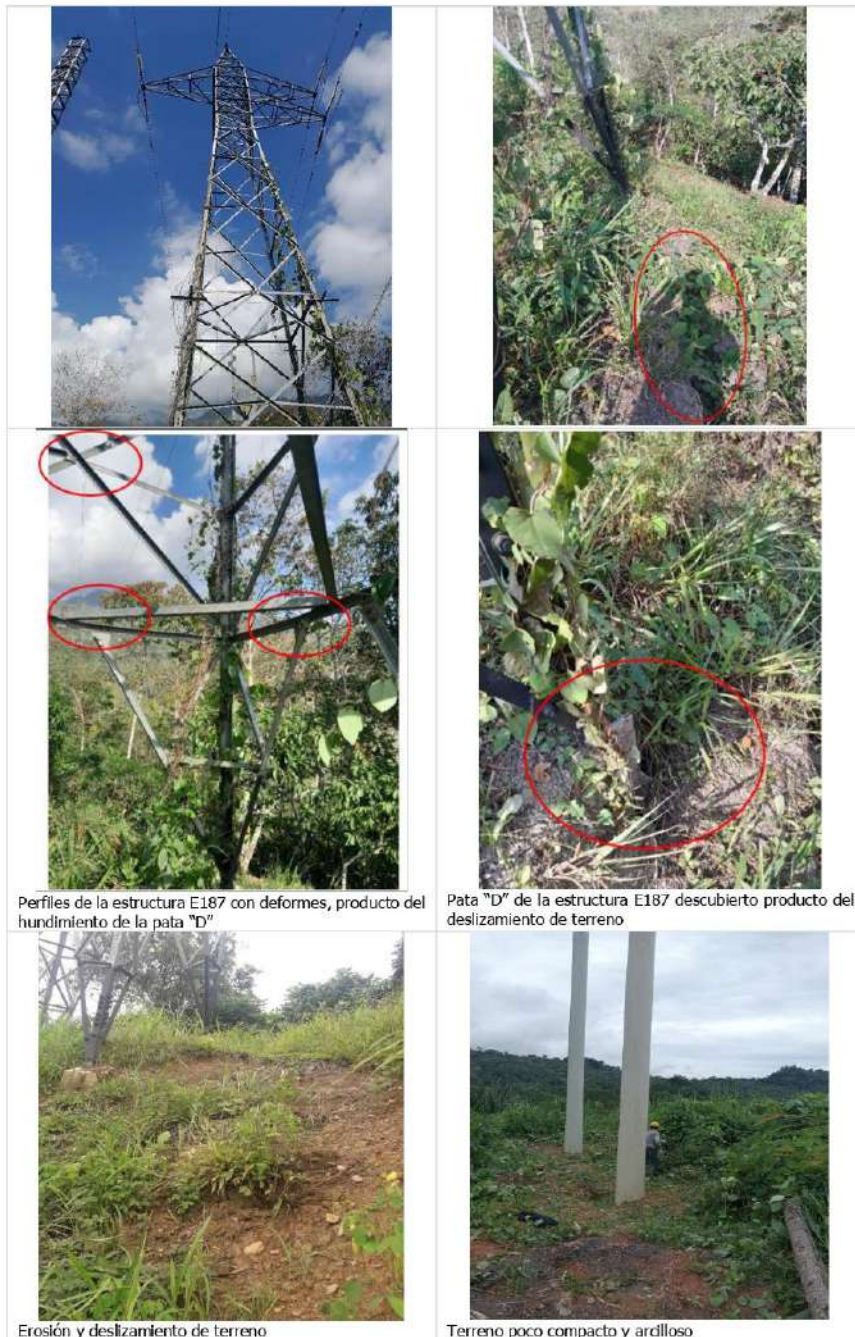 Perfiles de la estructura E187 con deformes, producto del
hundimiento de la pata "D"
Pata "D" de la estructura E187 descubierto producto del
deslizamiento de terreno
Erosión y deslizamiento de terreno
Terreno poco compacto y arcilloso